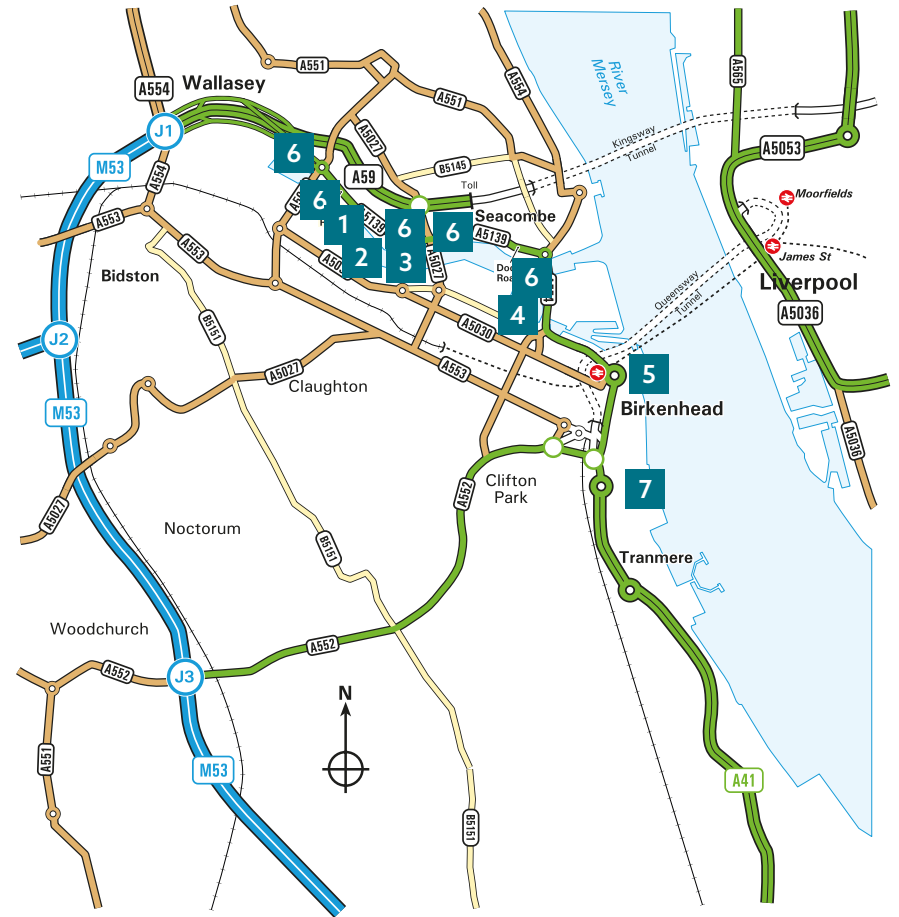 A551
A554
Wallasey
A554
A551
River
Mersey
A565
J1
A5027
Kingsway
Tunnel
A5053
M53
6
B5145
A59
Toll
A554
6
Moorfields
A553
1
A5139
6
6
Seacombe
A5139
A553
2
3
A5027
James St
Bidston
6
Queensway
Tunnel
Liverpool
4
A5036
B5151
A5030
J2
A5027
A553
5
Claughton
M53
Birkenhead
A5036
Clifton
Park
A552
7
A5027
Noctorum
B5151
Tranmere
Woodchurch
A552
A552
J3
N
A551
M53
A41
B5151